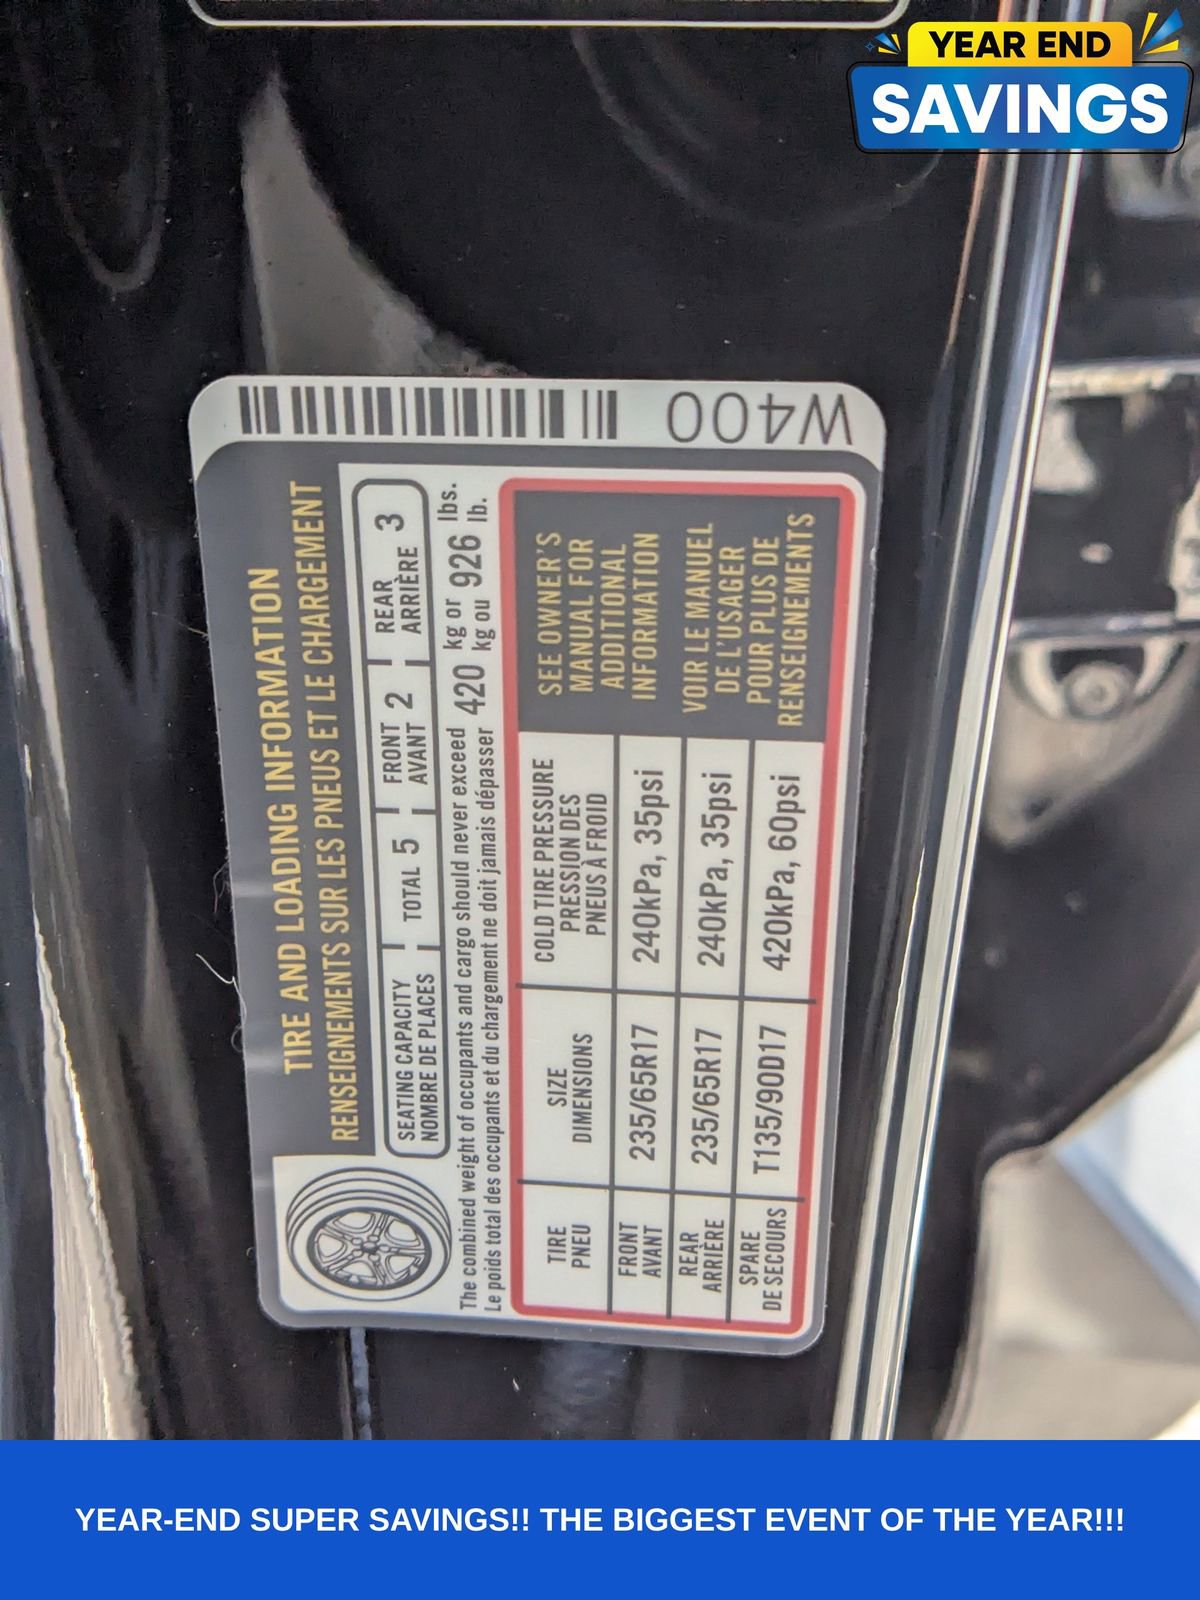 YEAR END
SAVINGS
TIRE AND LOADING INFORMATION
RENSEIGNEMENTS SUR LES PNEUS ET LE CHARGEMENT
SEATING CAPACITY
NOMBRE DE PLACES
TOTAL 5
FRONT
AVANT 2
REAR
ARRIÈRE 3
The combined weight of occupants and cargo should never exceed 420 kg or 926 lbs.
Le poids total des occupants et du chargement ne doit jamais dépasser kg ou lb.
TIRE
PNEU
SIZE
DIMENSIONS
COLD TIRE PRESSURE
PRESSION DES
PNEUS À FROID
FRONT
AVANT
235/65R17
240kPa, 35psi
REAR
ARRIÈRE
235/65R17
240kPa, 35psi
SPARE
DE SECOURS
T135/90D17
420kPa, 60psi
SEE OWNER'S
MANUAL FOR
ADDITIONAL
INFORMATION
VOIR LE MANUEL
DE L'USAGER
POUR PLUS DE
RENSEIGNEMENTS
W400
YEAR-END SUPER SAVINGS!! THE BIGGEST EVENT OF THE YEAR!!!